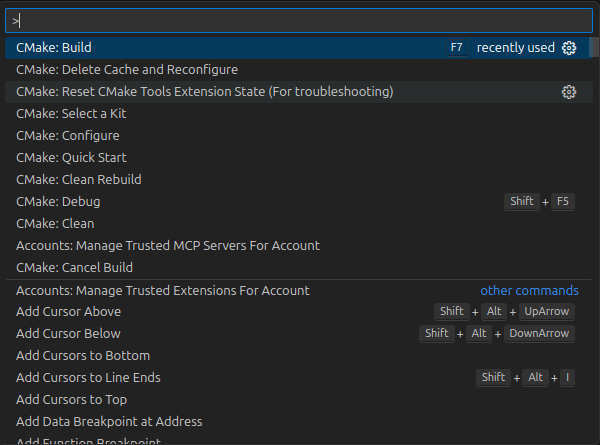 >
CMake: Build F7 recently used
CMake: Delete Cache and Reconfigure
CMake: Reset CMake Tools Extension State (For troubleshooting)
CMake: Select a Kit
CMake: Configure
CMake: Quick Start
CMake: Clean Rebuild
CMake: Debug Shift + F5
CMake: Clean
Accounts: Manage Trusted MCP Servers For Account
CMake: Cancel Build
Accounts: Manage Trusted Extensions For Account other commands
Add Cursor Above Shift + Alt + UpArrow
Add Cursor Below Shift + Alt + DownArrow
Add Cursors to Bottom
Add Cursors to Line Ends Shift + Alt + I
Add Cursors to Top
Add Data Breakpoint at Address
Add Function Breakpoint